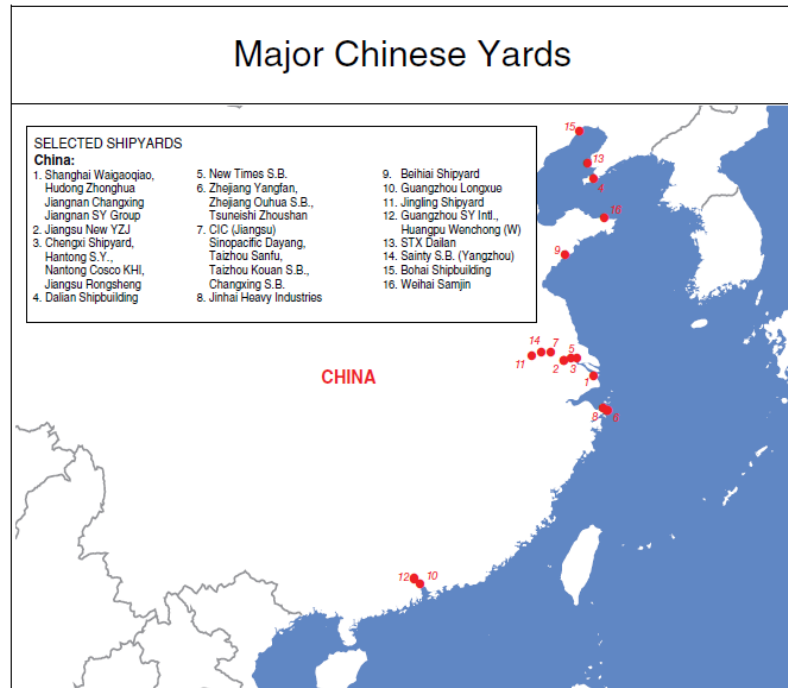 Major Chinese Yards
SELECTED SHIPYARDS
China:
1. Shanghai Waigaoqiao,
Hudong Zhonghua
Jiangnan Changxing
Jiangnan SY Group
2. Jiangsu New YZJ
3. Chengxi Shipyard,
Hantong S.Y.,
Nantong Cosco KHI,
Jiangsu Rongsheng
4. Dalian Shipbuilding
5. New Times S.B.
6. Zhejiang Yangfan,
Zhejiang Ouhua S.B.,
Tsuneishi Zhoushan
7. CIC (Jiangsu)
Sinopacific Dayang,
Taizhou Sanfu,
Taizhou Kouan S.B.,
Changxing S.B.
8. Jinhai Heavy Industries
9. Beihiai Shipyard
10. Guangzhou Longxue
11. Jingling Shipyard
12. Guangzhou SY Intl.,
Huangpu Wenchong (W)
13. STX Dailan
14. Sainty S.B. (Yangzhou)
15. Bohai Shipbuilding
16. Weihai Samjin
15
13
4
16
9
14
7
5
11
2
3
1
CHINA
8
6
12
10